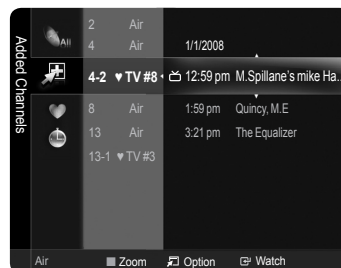 Added Channels
All
2 Air
4 Air 1/1/2008
4-2 ♥ TV #8 12:59 pm M.Spillane's mike Ha..
8 Air 1:59 pm Quincy, M.E
13 Air 3:21 pm The Equalizer
13-1 ♥ TV #3
Air Zoom Option Watch